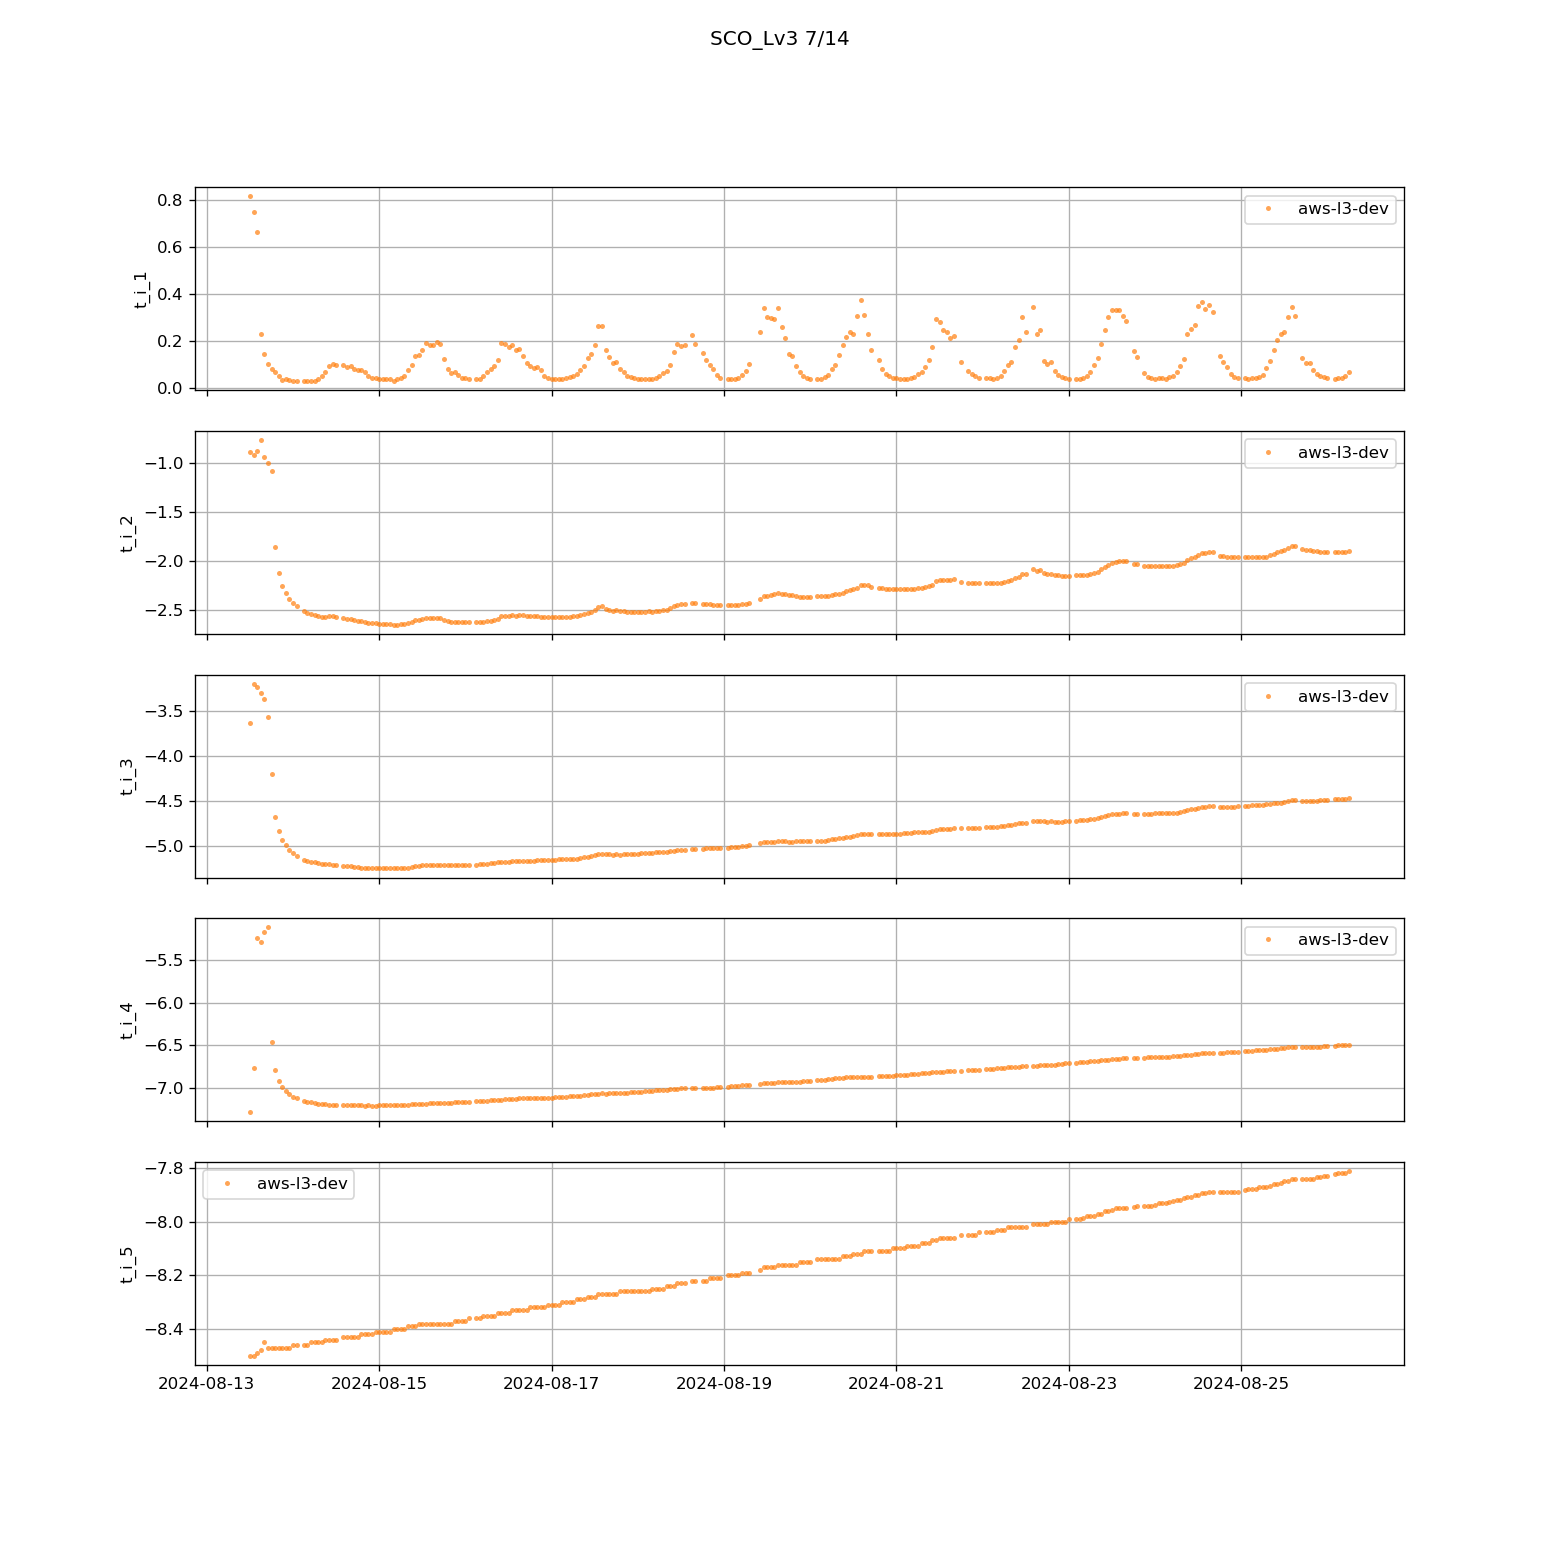 SCO_Lv3 7/14
t_i_1
0.8
0.6
0.4
0.2
0.0
aws-l3-dev
t_i_2
−1.0
−1.5
−2.0
−2.5
aws-l3-dev
t_i_3
−3.5
−4.0
−4.5
−5.0
aws-l3-dev
t_i_4
−5.5
−6.0
−6.5
−7.0
aws-l3-dev
t_i_5
−7.8
−8.0
−8.2
−8.4
aws-l3-dev
2024-08-13 2024-08-15 2024-08-17 2024-08-19 2024-08-21 2024-08-23 2024-08-25